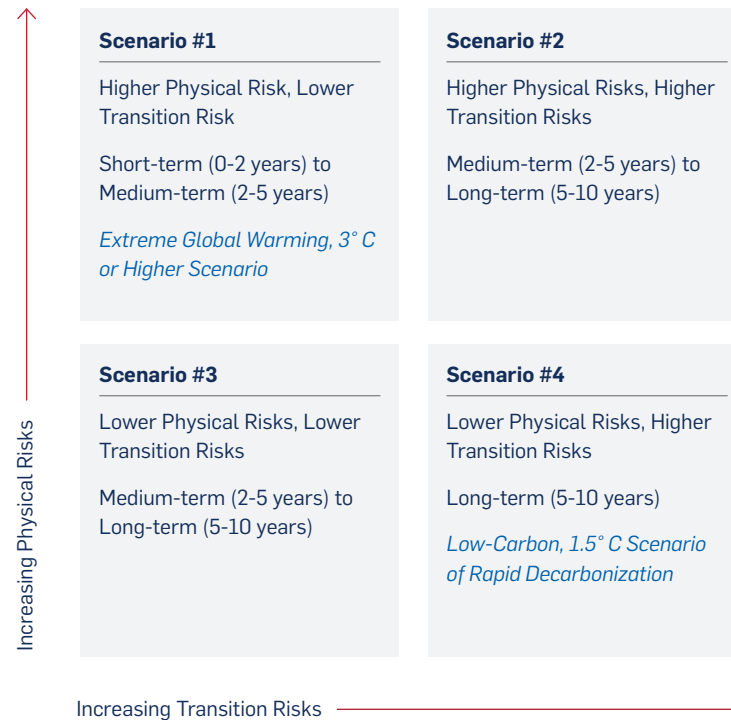 Scenario #1
Higher Physical Risk, Lower
Transition Risk
Short-term (0-2 years) to
Medium-term (2-5 years)
Extreme Global Warming, 3° C
or Higher Scenario
Scenario #2
Higher Physical Risks, Higher
Transition Risks
Medium-term (2-5 years) to
Long-term (5-10 years)
Scenario #3
Lower Physical Risks, Lower
Transition Risks
Medium-term (2-5 years) to
Long-term (5-10 years)
Scenario #4
Lower Physical Risks, Higher
Transition Risks
Long-term (5-10 years)
Low-Carbon, 1.5° C Scenario
of Rapid Decarbonization
Increasing Physical Risks
Increasing Transition Risks